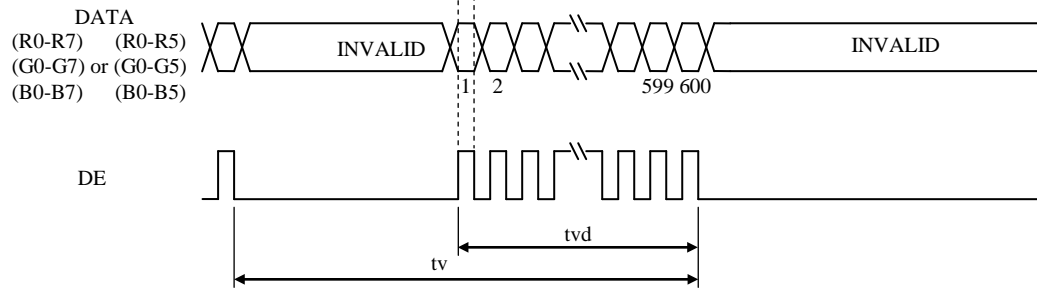 DATA
(R0-R7) (R0-R5)
(G0-G7) or (G0-G5)
(B0-B7) (B0-B5)
INVALID
INVALID
1 2 599 600
DE
tvd
tv